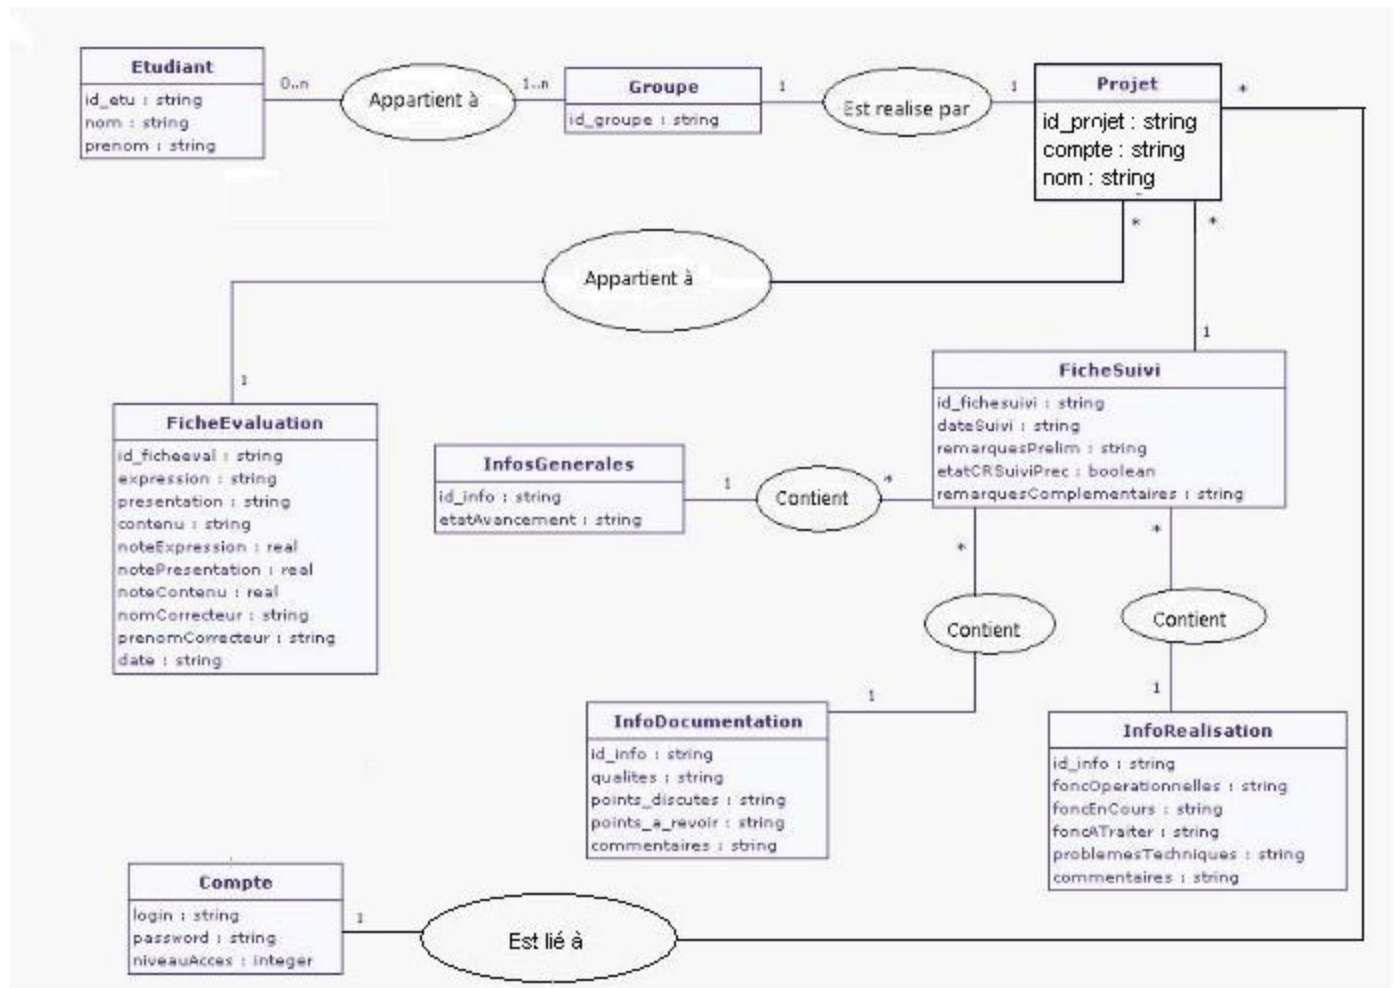 Etudiant
id_etu : string
nom : string
prenom : string
0..n
Appartient à
1..n
Groupe
id_groupe : string
1
Est realise par
1
Projet
id_projet : string
compte : string
nom : string
*
*
*
Appartient à
1
1
FicheSuivi
id_fichesuivi : string
dateSuivi : string
remarquesPrelim : string
etatCRSuiviPrec : boolean
remarquesComplementaires : string
FicheEvaluation
id_ficheeval : string
expression : string
presentation : string
contenu : string
noteExpression : real
notePresentation : real
noteContenu : real
nomCorrecteur : string
prenomCorrecteur : string
date : string
InfosGenerales
id_info : string
etatAvancement : string
1
Contient
*
*
Contient
1
*
Contient
1
InfoDocumentation
id_info : string
qualites : string
points_discutes : string
points_a_revoir : string
commentaires : string
InfoRealisation
id_info : string
foncOperationnelles : string
foncEnCours : string
foncATraiter : string
problemesTechniques : string
commentaires : string
Compte
login : string
password : string
niveauAcces : integer
1
Est lié à